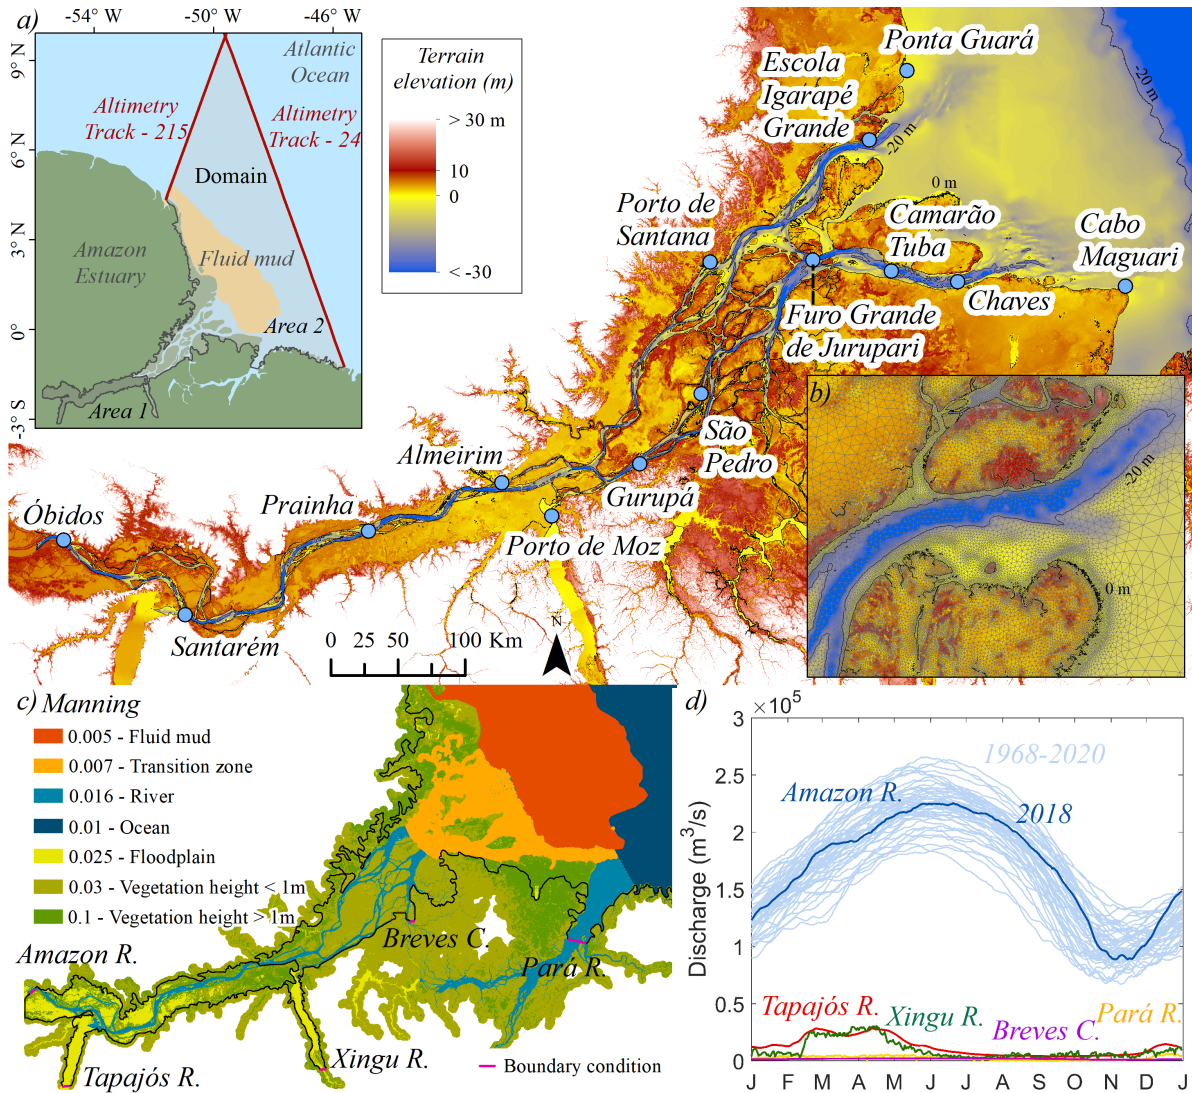 a)
-54° W
-50° W
-46° W
9° N
6° N
3° N
0°
-3° S
Atlantic
Ocean
Altimetry
Track - 215
Altimetry
Track - 24
Domain
Amazon
Estuary
Fluid mud
Area 2
Area 1
Terrain
elevation (m)
> 30 m
10
0
< -30
Ponta Guará
Escola
Igarapé
Grande
-20 m
-20 m
0 m
Porto de
Santana
Camarão
Tuba
Cabo
Maguari
Chaves
Furo Grande
de Jurupari
São
Pedro
Gurupá
Almeirim
Prainha
Óbidos
Porto de Moz
Santarém
0 25 50 100 Km
N
b)
-20 m
0 m
c) Manning
0.005 - Fluid mud
0.007 - Transition zone
0.016 - River
0.01 - Ocean
0.025 - Floodplain
0.03 - Vegetation height < 1m
0.1 - Vegetation height > 1m
Amazon R.
Breves C.
Pará R.
Xingu R.
Tapajós R.
Boundary condition
d)
×10⁵
3
2.5
2
1.5
1
0.5
0
Discharge (m³/s)
1968-2020
Amazon R.
2018
Tapajós R.
Xingu R.
Breves C.
Pará R.
J F M A M J J A S O N D J